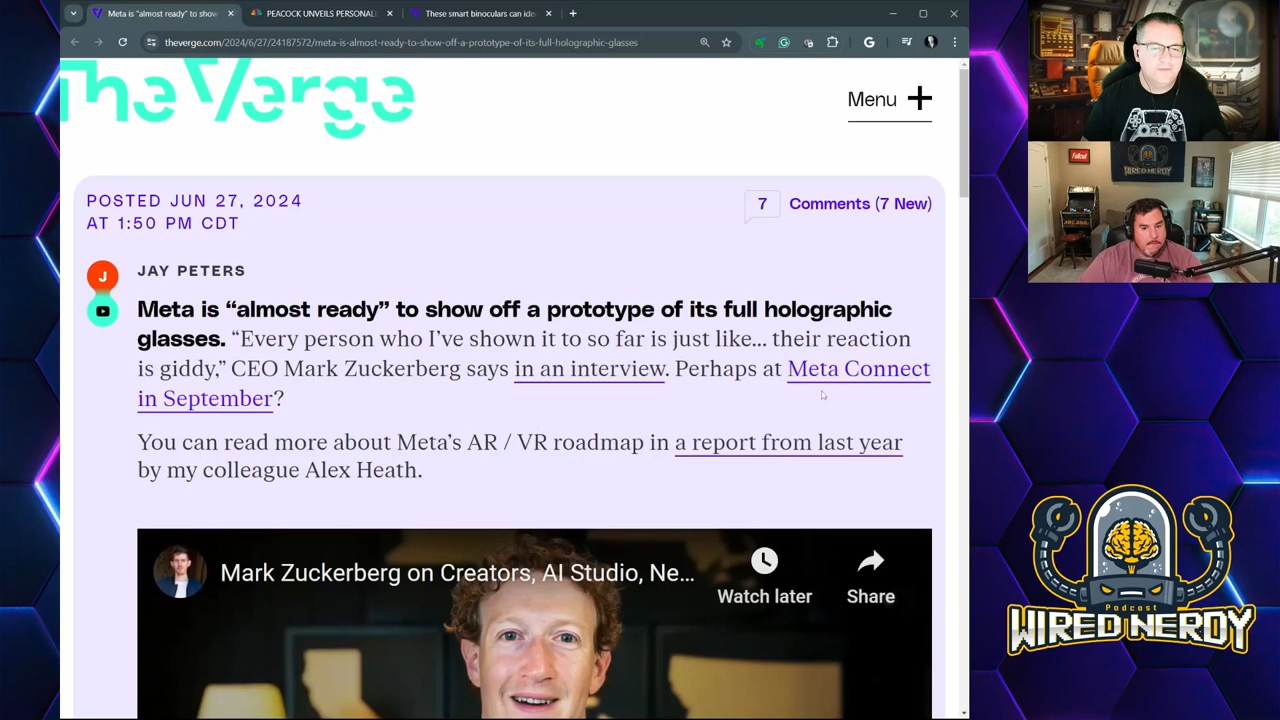 Meta is “almost ready” to show
PEACOCK UNVEILS PERSONALI
These smart binoculars can ide
theverge.com/2024/6/27/24187572/meta-is-almost-ready-to-show-off-a-prototype-of-its-full-holographic-glasses
The Verge
Menu
POSTED JUN 27, 2024
AT 1:50 PM CDT
7 Comments (7 New)
J
JAY PETERS
Meta is “almost ready” to show off a prototype of its full holographic
glasses. “Every person who I’ve shown it to so far is just like… their reaction
is giddy,” CEO Mark Zuckerberg says in an interview. Perhaps at Meta Connect
in September?
You can read more about Meta’s AR / VR roadmap in a report from last year
by my colleague Alex Heath.
Mark Zuckerberg on Creators, AI Studio, Ne…
Watch later
Share
Fallout
WIRED NERDY
Podcast
WIRED NERDY